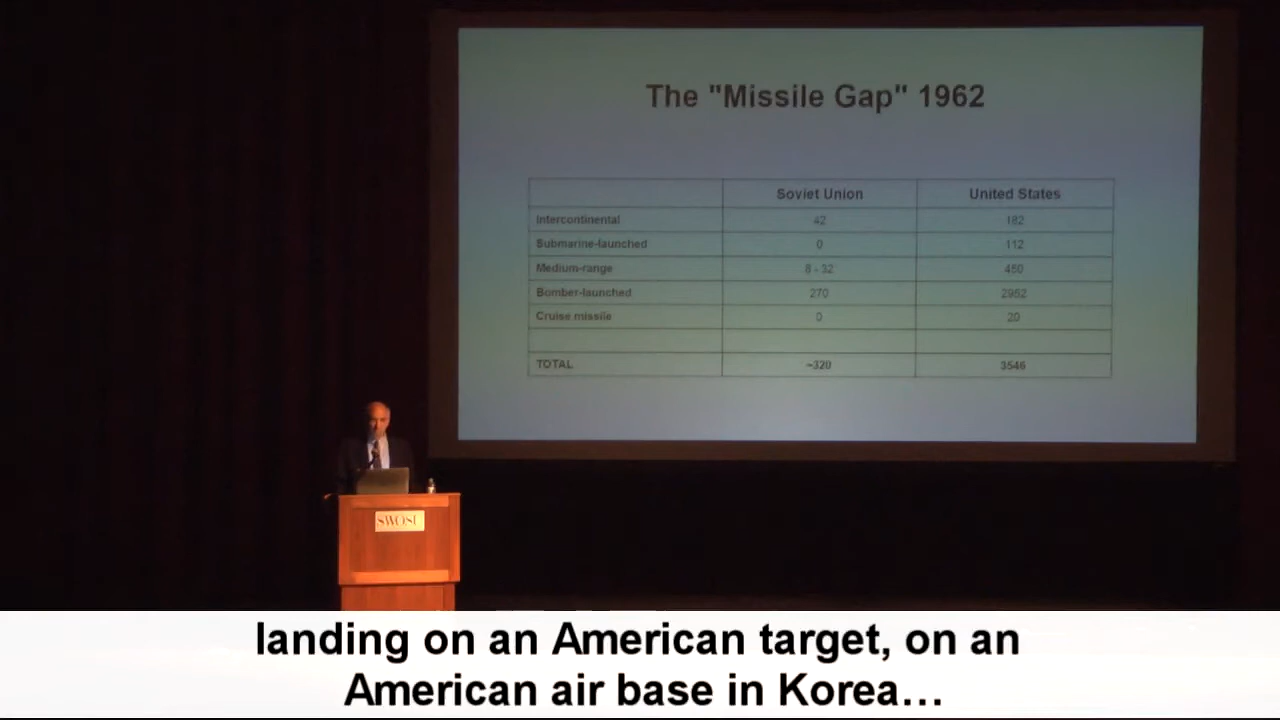 The "Missile Gap" 1962
Soviet Union United States
Intercontinental 42 182
Submarine-launched 0 112
Medium-range 8 - 32 450
Bomber-launched 270 2952
Cruise missile 0 20
TOTAL ~320 3546
SWOSU
landing on an American target, on an
American air base in Korea…